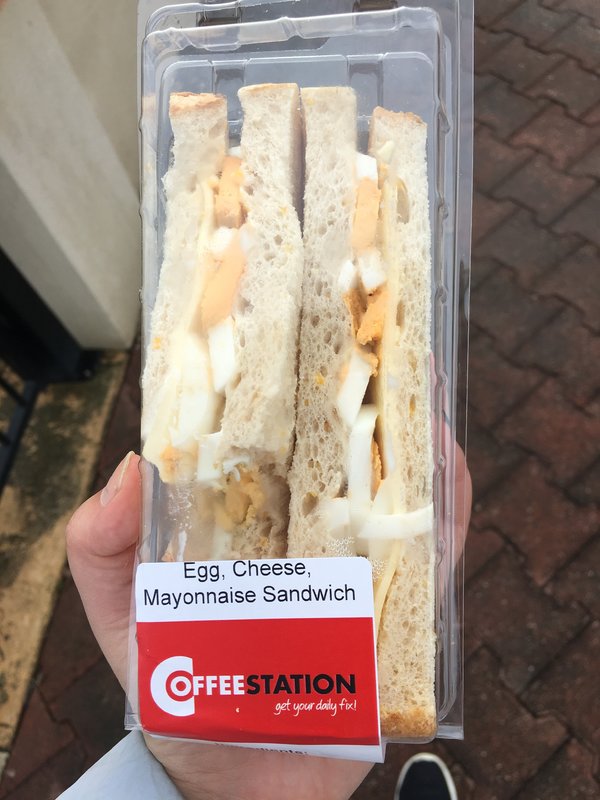 Egg, Cheese,
Mayonnaise Sandwich
COFFEESTATION
get your daily fix!